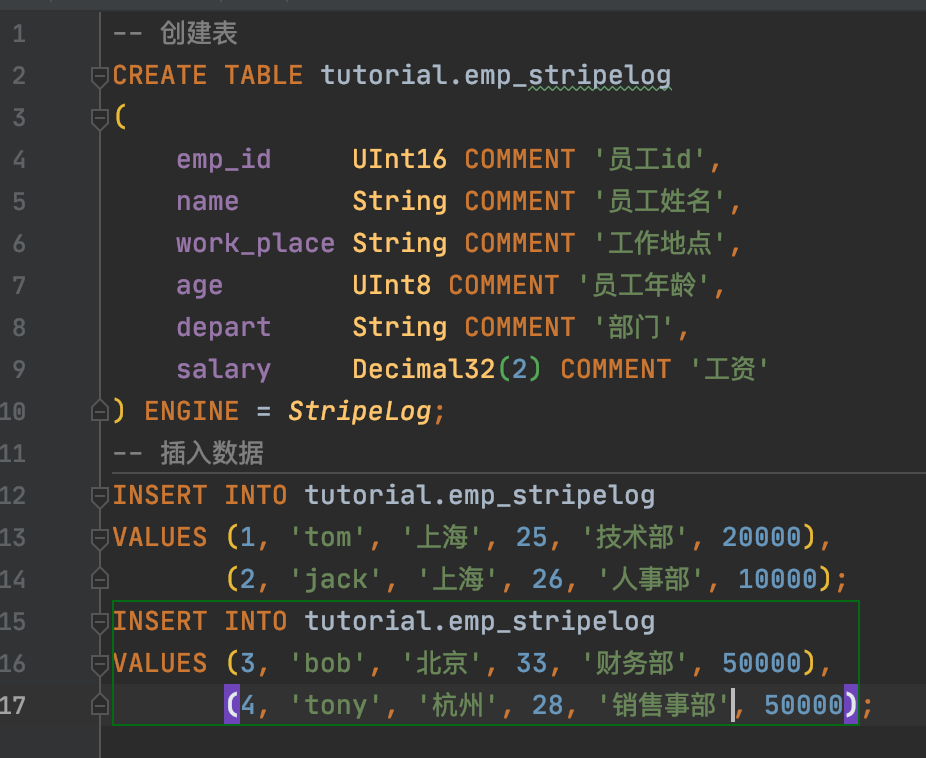 1 -- 创建表
2 CREATE TABLE tutorial.emp_stripelog
3 (
4     emp_id     UInt16 COMMENT '员工id',
5     name       String COMMENT '员工姓名',
6     work_place String COMMENT '工作地点',
7     age        UInt8 COMMENT '员工年龄',
8     depart     String COMMENT '部门',
9     salary     Decimal32(2) COMMENT '工资'
10 ) ENGINE = StripeLog;
11 -- 插入数据
12 INSERT INTO tutorial.emp_stripelog
13 VALUES (1, 'tom', '上海', 25, '技术部', 20000),
14        (2, 'jack', '上海', 26, '人事部', 10000);
15 INSERT INTO tutorial.emp_stripelog
16 VALUES (3, 'bob', '北京', 33, '财务部', 50000),
17        (4, 'tony', '杭州', 28, '销售事部', 50000);